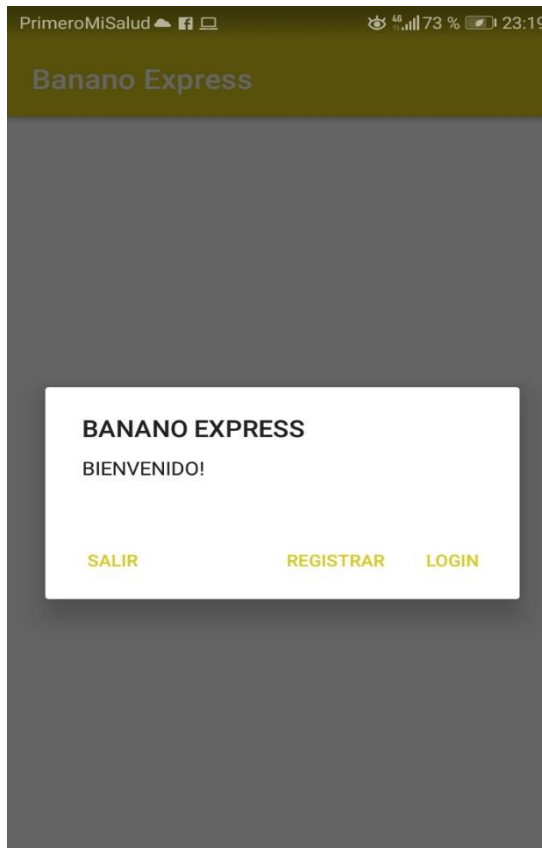 PrimeroMiSalud 73 % 23:19
Banano Express
BANANO EXPRESS
BIENVENIDO!
SALIR REGISTRAR LOGIN